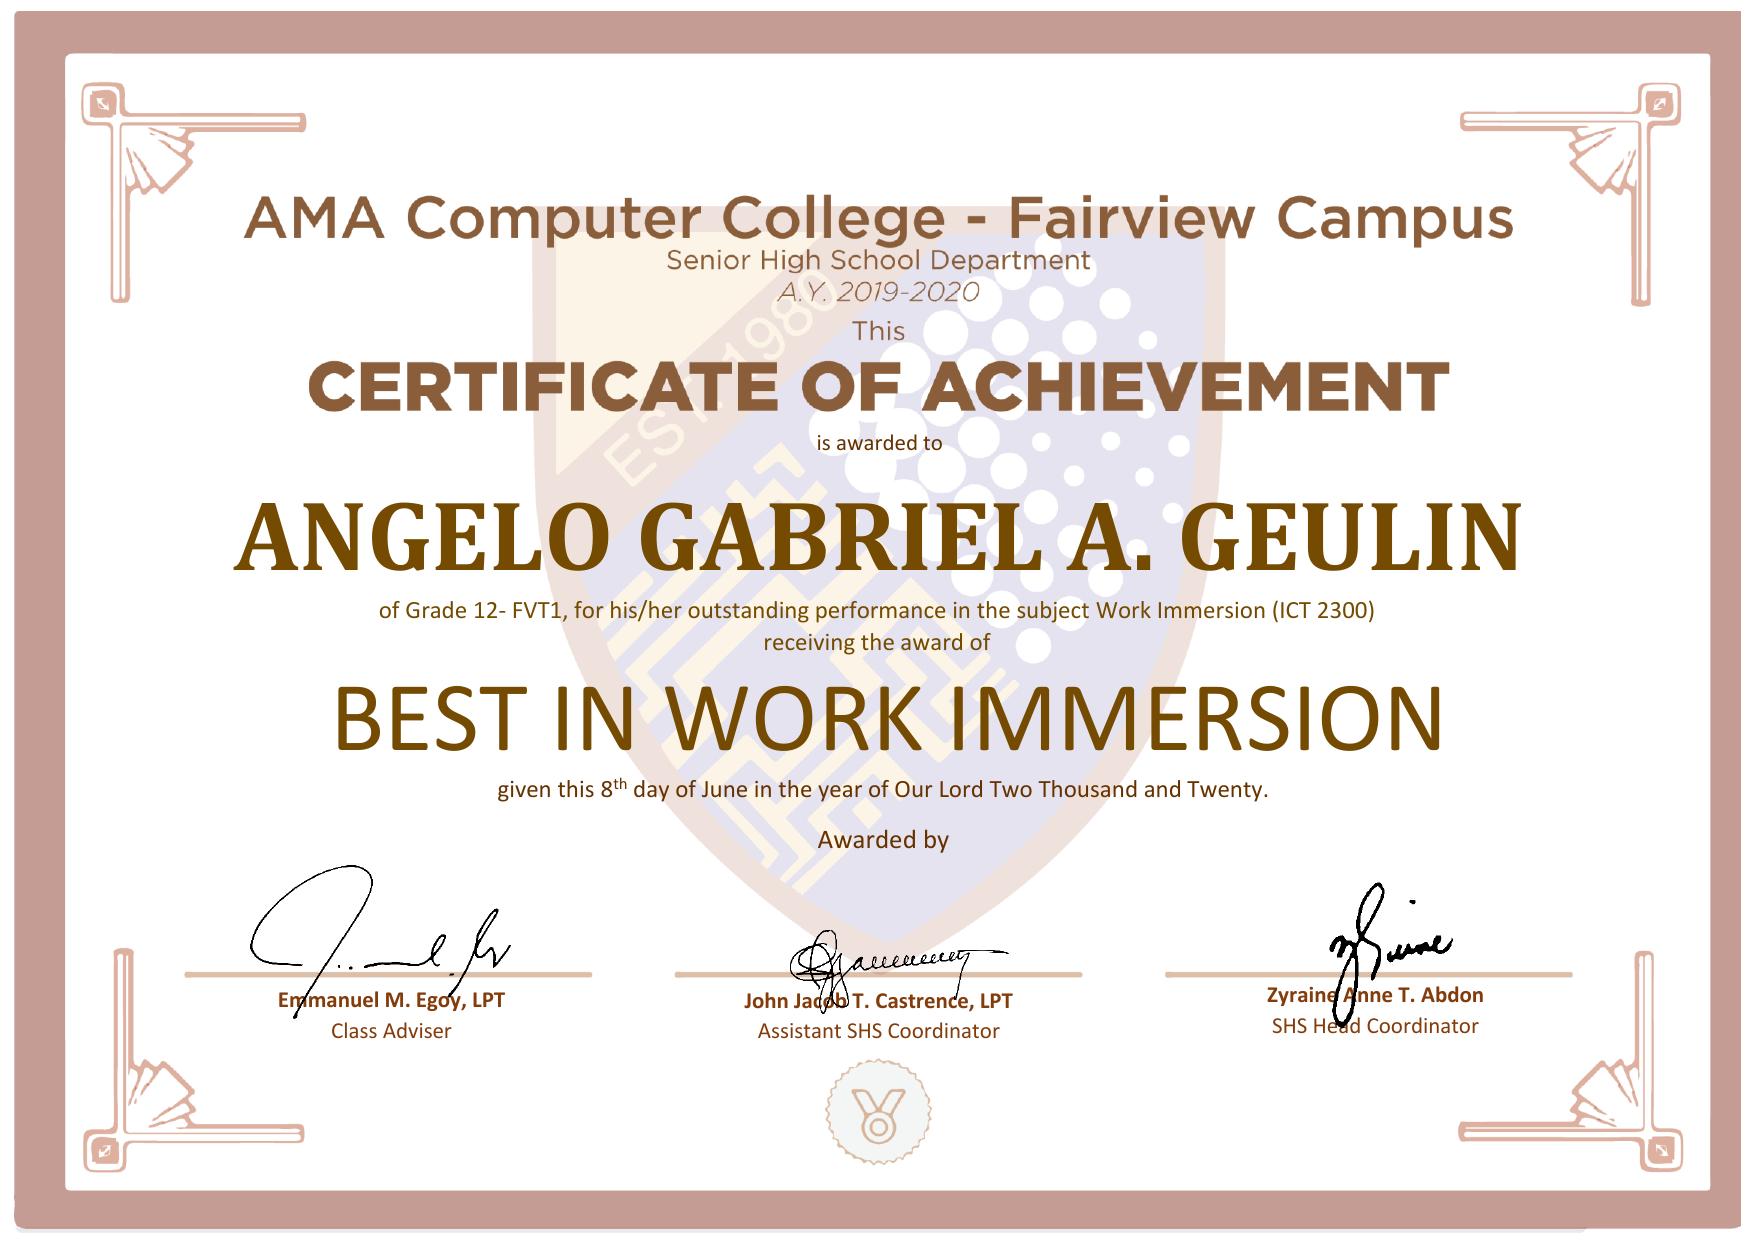 AMA Computer College - Fairview Campus
Senior High School Department
A.Y. 2019-2020
This
CERTIFICATE OF ACHIEVEMENT
EST. 1980
is awarded to
ANGELO GABRIEL A. GEULIN
of Grade 12- FVT1, for his/her outstanding performance in the subject Work Immersion (ICT 2300)
receiving the award of
BEST IN WORK IMMERSION
given this 8th day of June in the year of Our Lord Two Thousand and Twenty.
Awarded by
Emmanuel M. Egoy, LPT
Class Adviser
John Jacob T. Castrence, LPT
Assistant SHS Coordinator
Zyraine Anne T. Abdon
SHS Head Coordinator